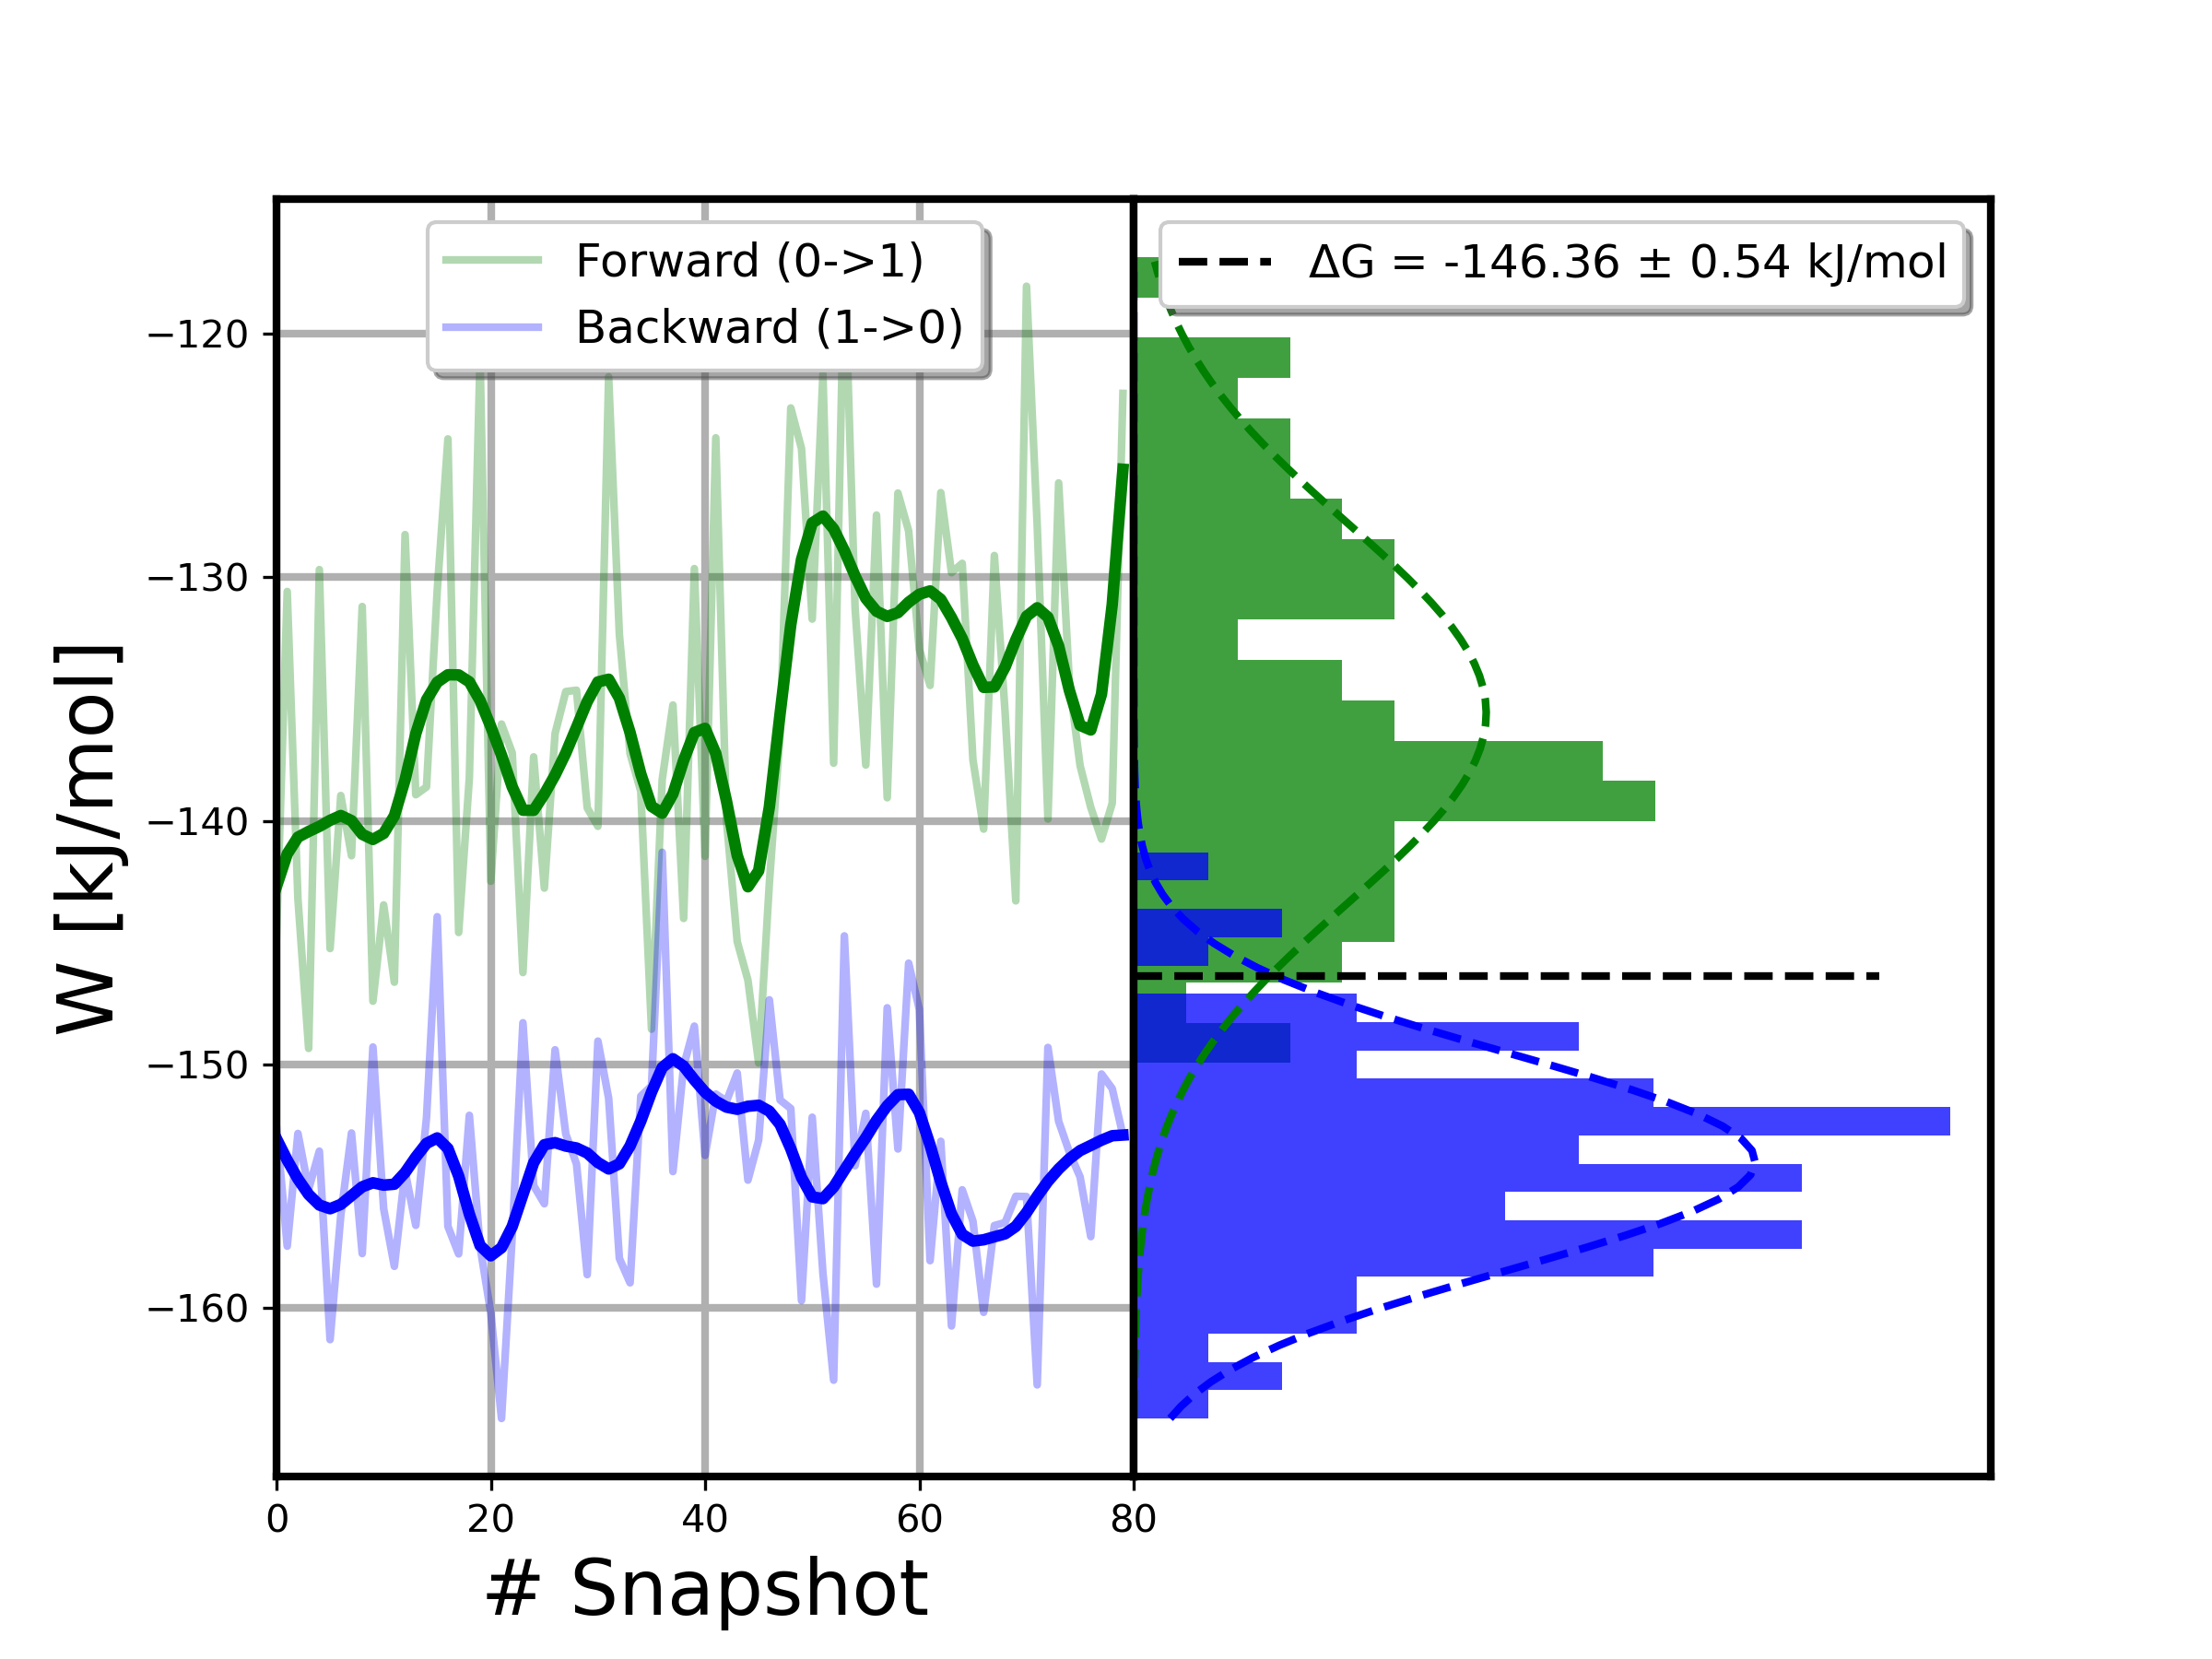 Forward (0->1)
Backward (1->0)
ΔG = -146.36 ± 0.54 kJ/mol
W [kJ/mol]
−120
−130
−140
−150
−160
0 20 40 60 80
# Snapshot